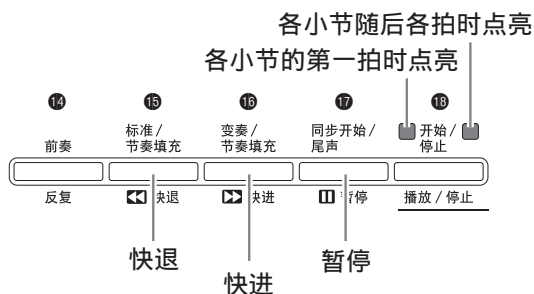 各小节随后各拍时点亮
各小节的第一拍时点亮
⓮ ⓯ ⓰ ⓱ ⓲
前奏
标准/
节奏填充
变奏/
节奏填充
同步开始/
尾声
开始/
停止
反复
快退
快进
暂停
播放/停止
快退
快进
暂停